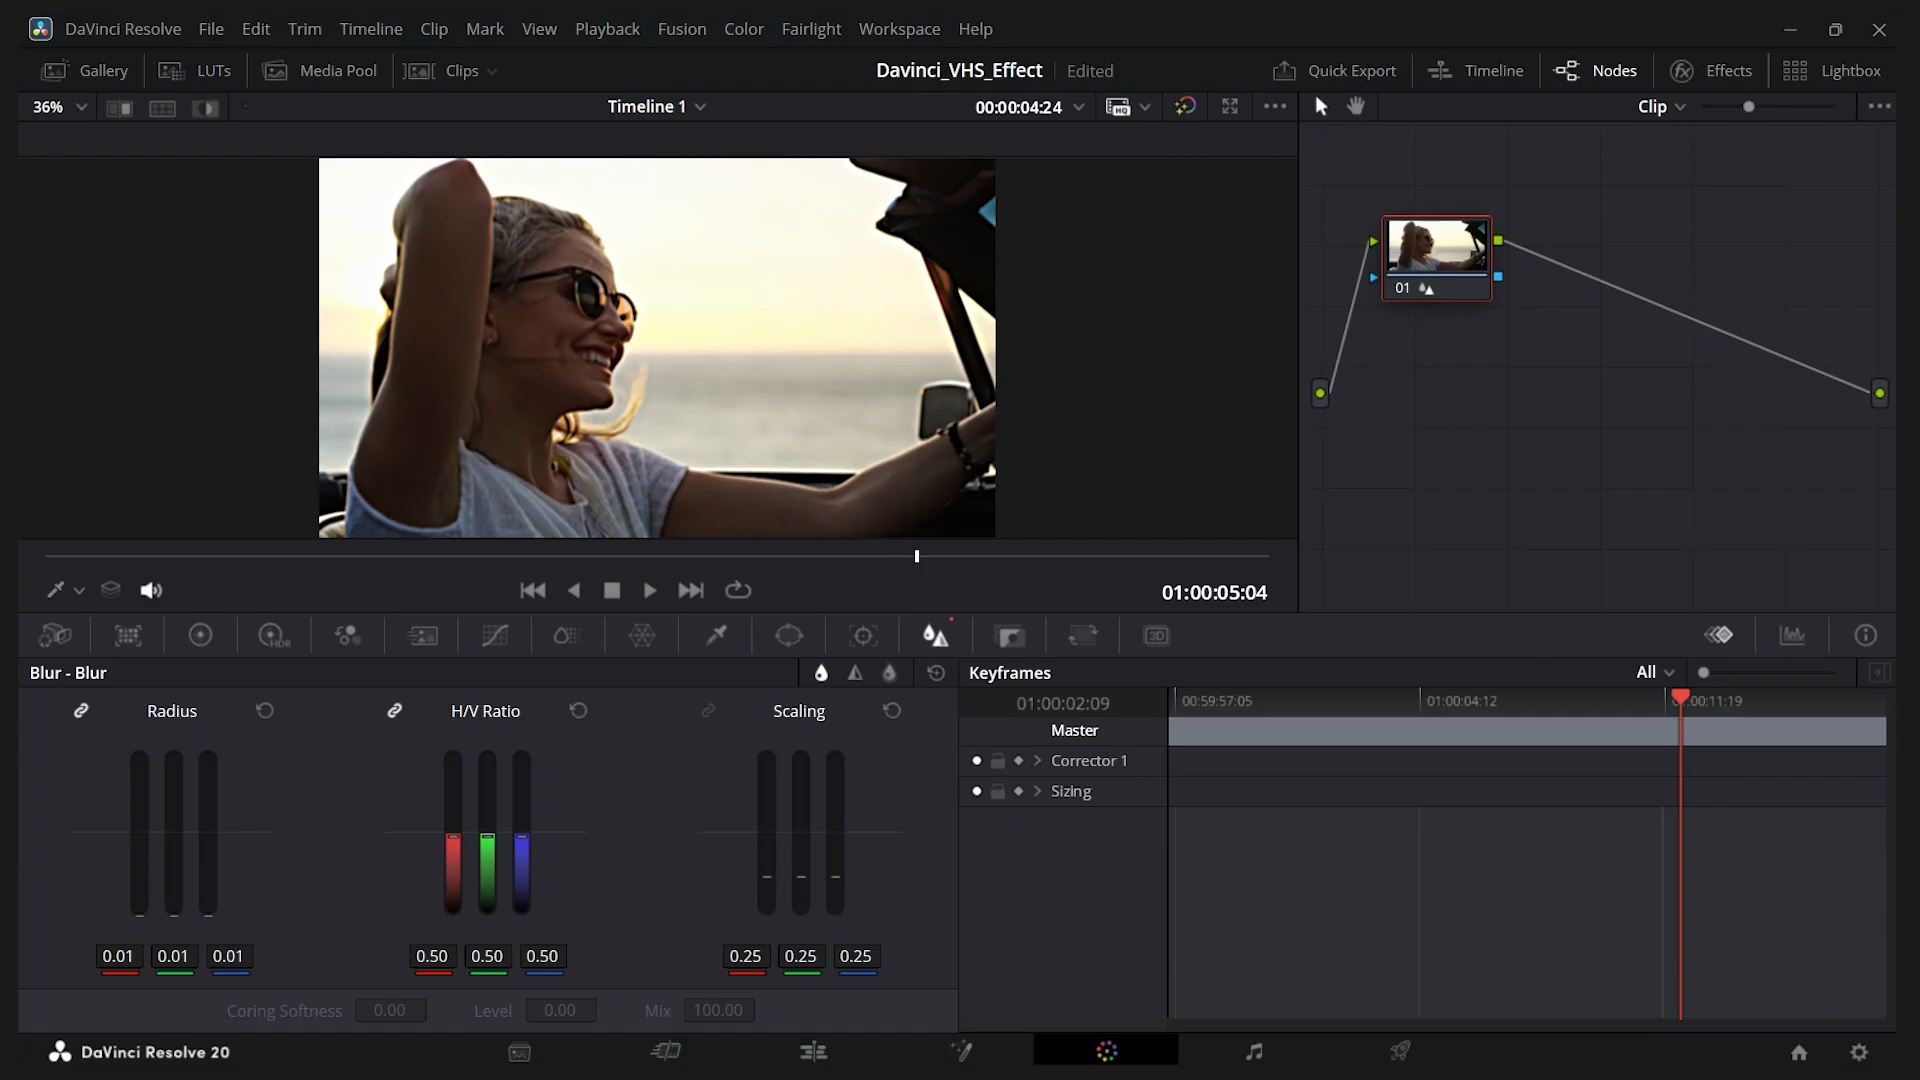 DaVinci Resolve File Edit Trim Timeline Clip Mark View Playback Fusion Color Fairlight Workspace Help
Gallery LUTs Media Pool Clips Davinci_VHS_Effect Edited Quick Export Timeline Nodes Effects Lightbox
36% Timeline 1 00:00:04:24 HQ Clip
01
01:00:05:04
HDR 3D
Blur - Blur Keyframes All
Radius H/V Ratio Scaling
01:00:02:09 00:59:57:05 01:00:04:12 :00:11:19
Master
Corrector 1
Sizing
0.01 0.01 0.01 0.50 0.50 0.50 0.25 0.25 0.25
Coring Softness 0.00 Level 0.00 Mix 100.00
DaVinci Resolve 20